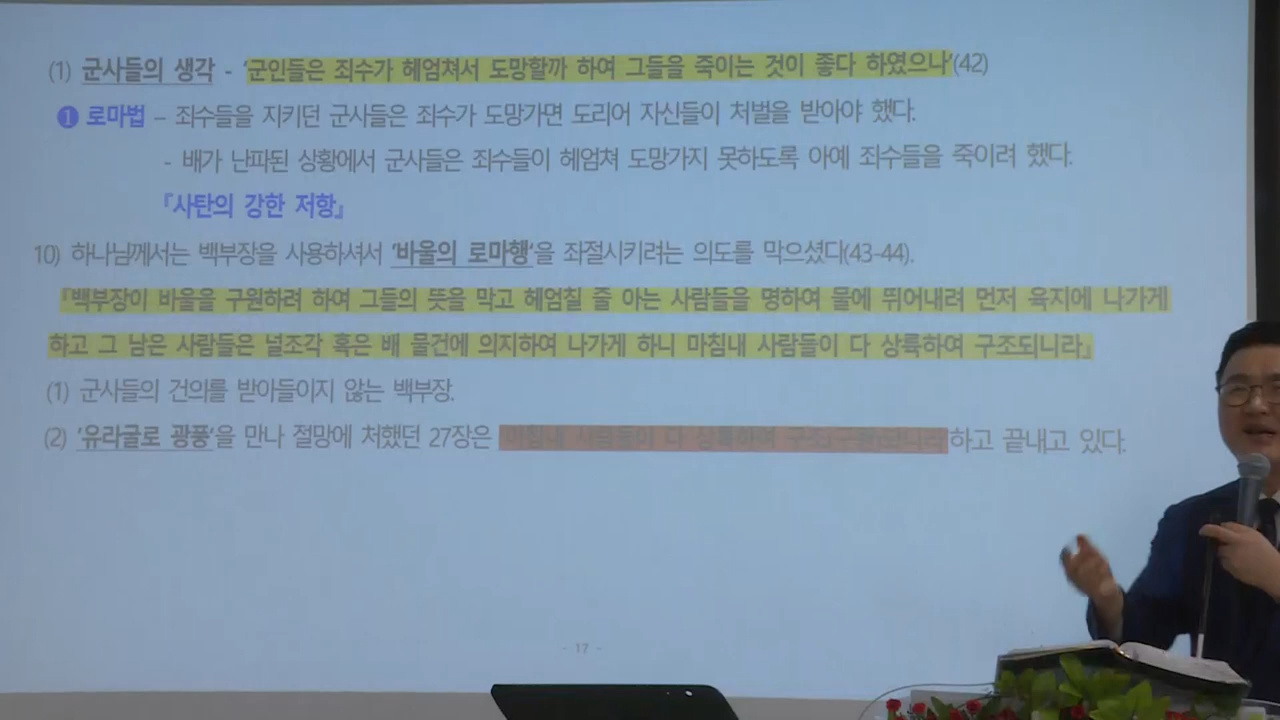 (1) 군사들의 생각 - '군인들은 죄수가 헤엄쳐서 도망할까 하여 그들을 죽이는 것이 좋다 하였으나'(42)
❶ 로마법 – 죄수들을 지키던 군사들은 죄수가 도망가면 도리어 자신들이 처벌을 받아야 했다.
- 배가 난파된 상황에서 군사들은 죄수들이 헤엄쳐 도망가지 못하도록 아예 죄수들을 죽이려 했다.
『사탄의 강한 저항』
10) 하나님께서는 백부장을 사용하셔서 '바울의 로마행'을 좌절시키려는 의도를 막으셨다(43-44).
『백부장이 바울을 구원하려 하여 그들의 뜻을 막고 헤엄칠 줄 아는 사람들을 명하여 물에 뛰어내려 먼저 육지에 나가게
하고 그 남은 사람들은 널조각 혹은 배 물건에 의지하여 나가게 하니 마침내 사람들이 다 상륙하여 구조되니라』
(1) 군사들의 건의를 받아들이지 않는 백부장.
(2) '유라굴로 광풍'을 만나 절망에 처했던 27장은 마침내 사람들이 다 상륙하여 하고 끝내고 있다.
- 17 -